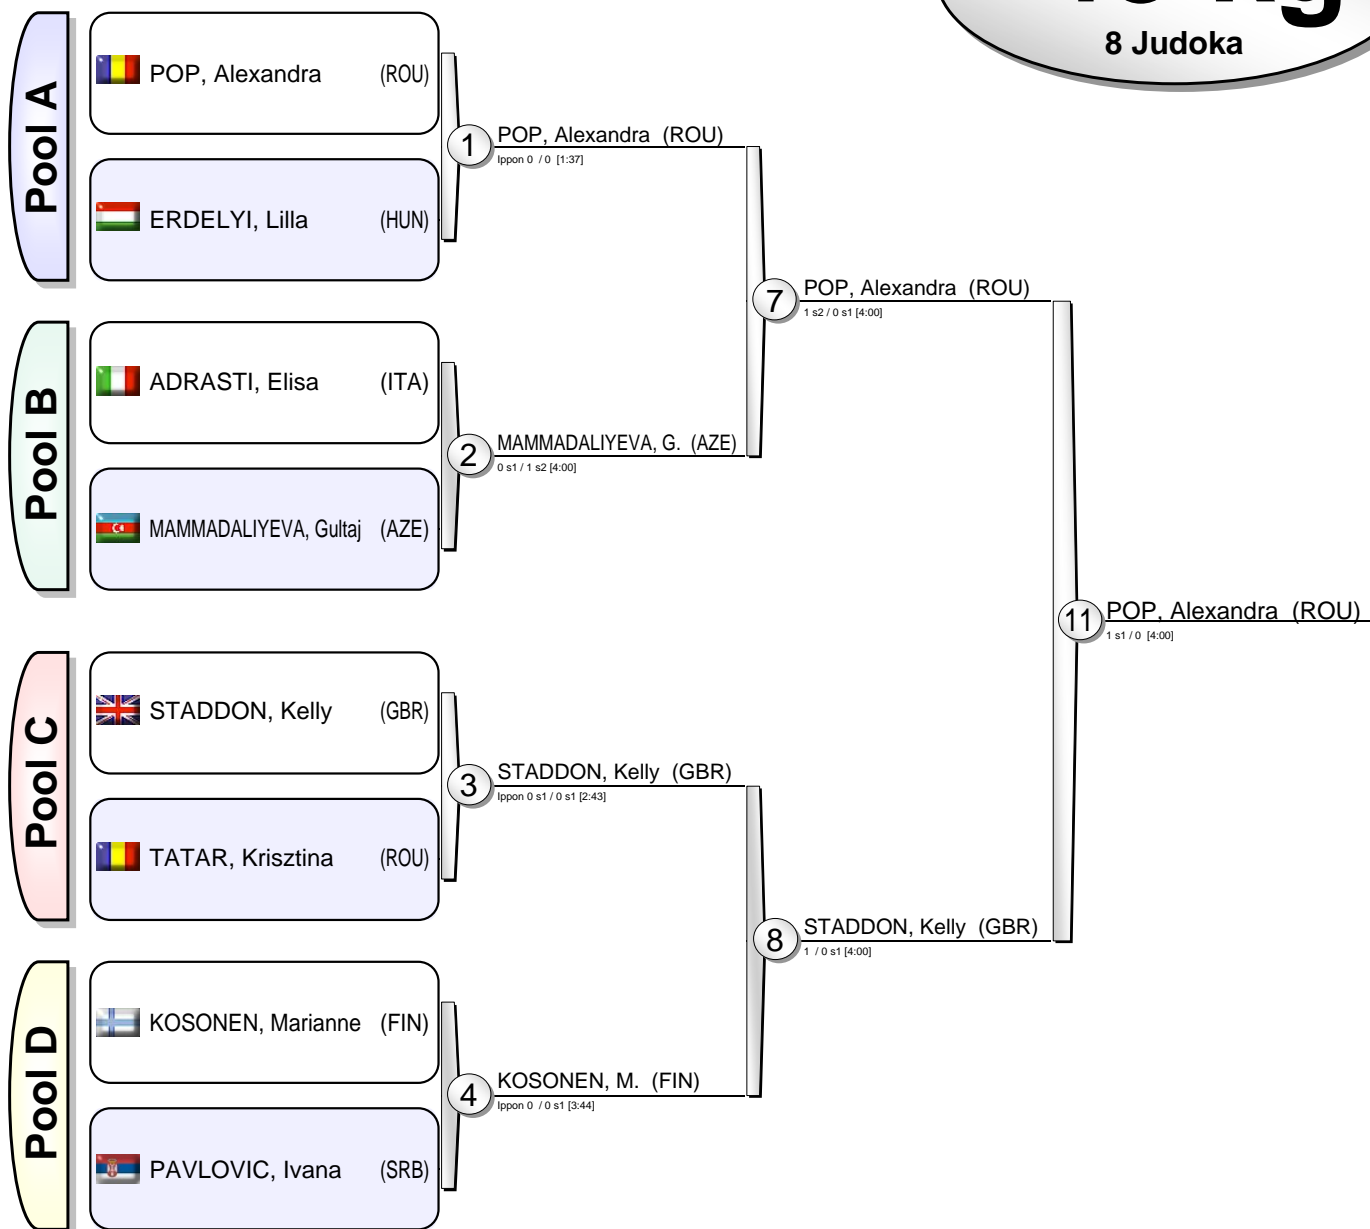 8 Judoka
Pool A
POP, Alexandra (ROU)
ERDELYI, Lilla (HUN)
1
POP, Alexandra (ROU)
Ippon 0 / 0 [1:37]
Pool B
ADRASTI, Elisa (ITA)
MAMMADALIYEVA, Gultaj (AZE)
2
MAMMADALIYEVA, G. (AZE)
0 s1 / 1 s2 [4:00]
7
POP, Alexandra (ROU)
1 s2 / 0 s1 [4:00]
Pool C
STADDON, Kelly (GBR)
TATAR, Krisztina (ROU)
3
STADDON, Kelly (GBR)
Ippon 0 s1 / 0 s1 [2:43]
Pool D
KOSONEN, Marianne (FIN)
PAVLOVIC, Ivana (SRB)
4
KOSONEN, M. (FIN)
Ippon 0 / 0 s1 [3:44]
8
STADDON, Kelly (GBR)
1 / 0 s1 [4:00]
11
POP, Alexandra (ROU)
1 s1 / 0 [4:00]